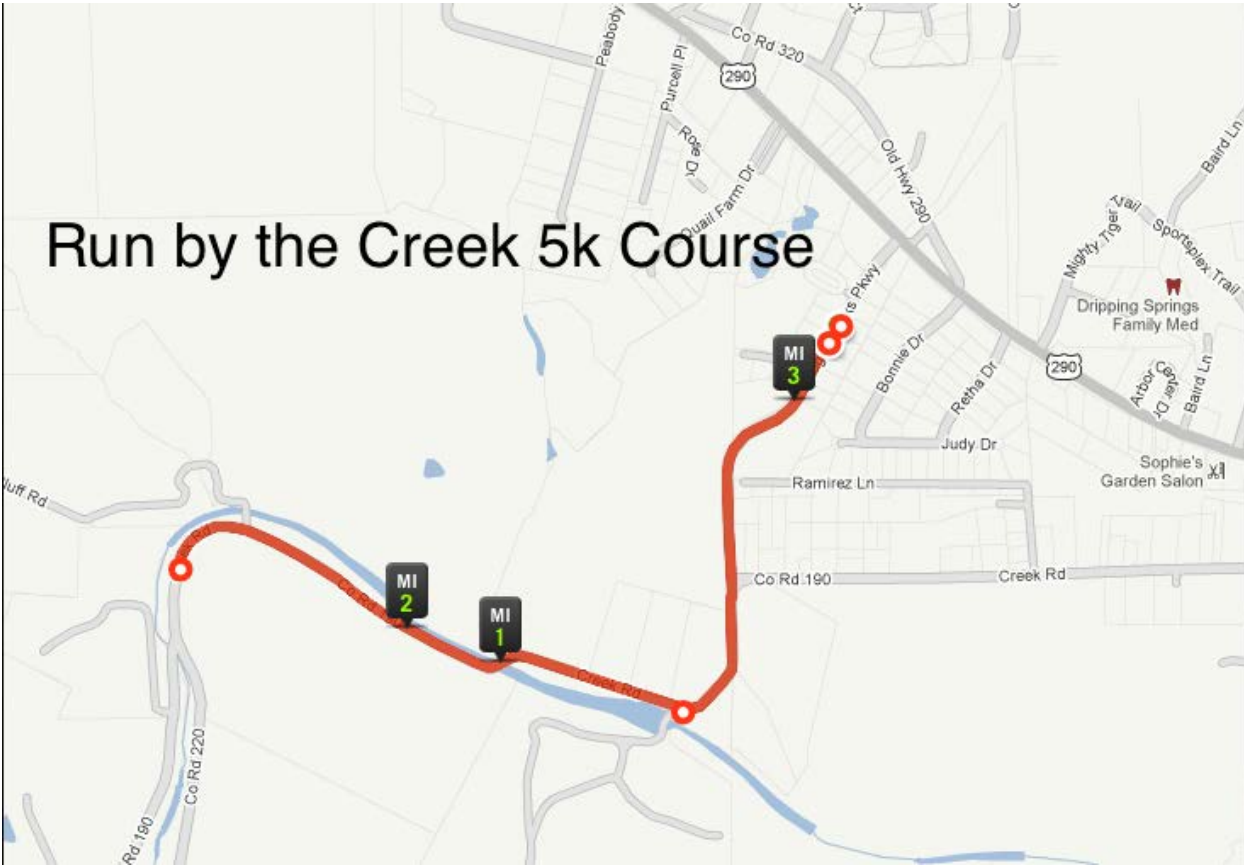 Peabody
Purcell Pl
Co Rd 320
290
Rose Dr
Quail Farm Dr
Old Hwy 290
Baird Ln
Run by the Creek 5k Course
Mighty Tiger Trail
Sportsplex Trail
Pkwy
Dripping Springs
Family Med
MI
3
Bonnie Dr
Retha Dr
290
Arbor Center Dr
Baird Ln
Judy Dr
Sophie's
Garden Salon
Ramirez Ln
Rd
Rd
Co Rd 190
Creek Rd
MI
2
Co Rd
MI
1
Creek Rd
Co Rd 220
Rd 190